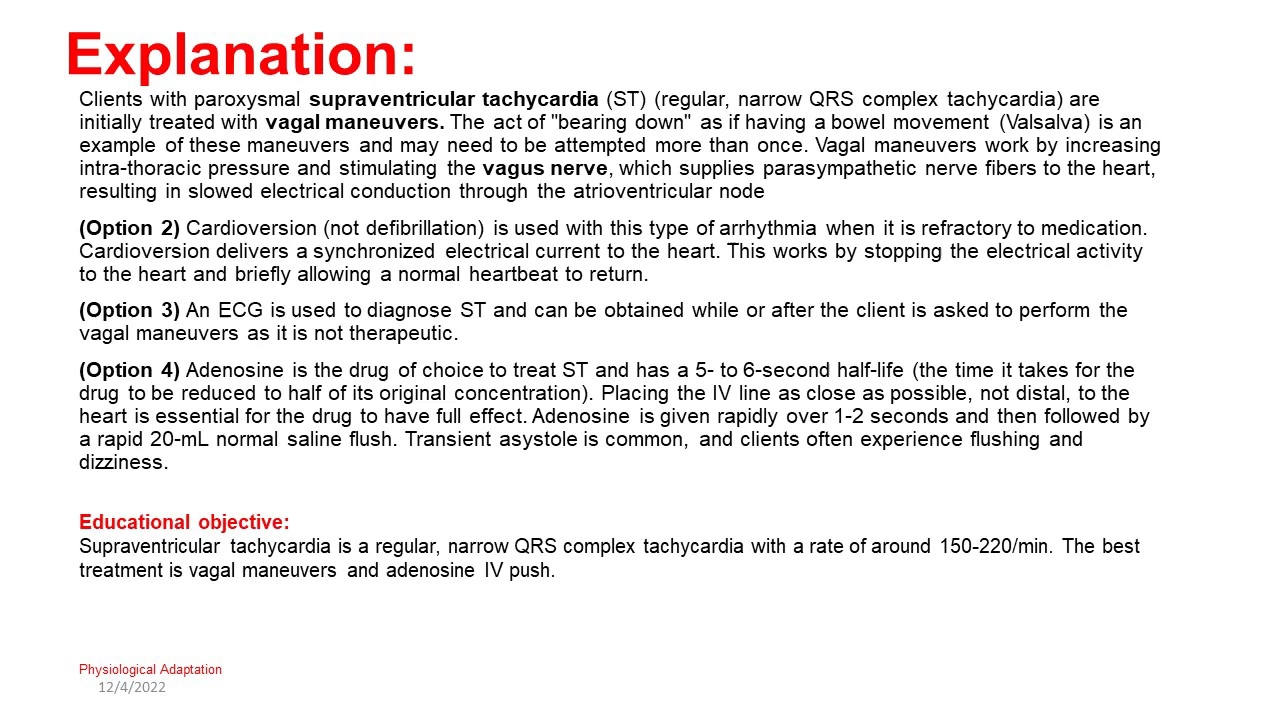 Explanation:
Clients with paroxysmal supraventricular tachycardia (ST) (regular, narrow QRS complex tachycardia) are
initially treated with vagal maneuvers. The act of "bearing down" as if having a bowel movement (Valsalva) is an
example of these maneuvers and may need to be attempted more than once. Vagal maneuvers work by increasing
intra-thoracic pressure and stimulating the vagus nerve, which supplies parasympathetic nerve fibers to the heart,
resulting in slowed electrical conduction through the atrioventricular node
(Option 2) Cardioversion (not defibrillation) is used with this type of arrhythmia when it is refractory to medication.
Cardioversion delivers a synchronized electrical current to the heart. This works by stopping the electrical activity
to the heart and briefly allowing a normal heartbeat to return.
(Option 3) An ECG is used to diagnose ST and can be obtained while or after the client is asked to perform the
vagal maneuvers as it is not therapeutic.
(Option 4) Adenosine is the drug of choice to treat ST and has a 5- to 6-second half-life (the time it takes for the
drug to be reduced to half of its original concentration). Placing the IV line as close as possible, not distal, to the
heart is essential for the drug to have full effect. Adenosine is given rapidly over 1-2 seconds and then followed by
a rapid 20-mL normal saline flush. Transient asystole is common, and clients often experience flushing and
dizziness.
Educational objective:
Supraventricular tachycardia is a regular, narrow QRS complex tachycardia with a rate of around 150-220/min. The best
treatment is vagal maneuvers and adenosine IV push.
Physiological Adaptation
12/4/2022